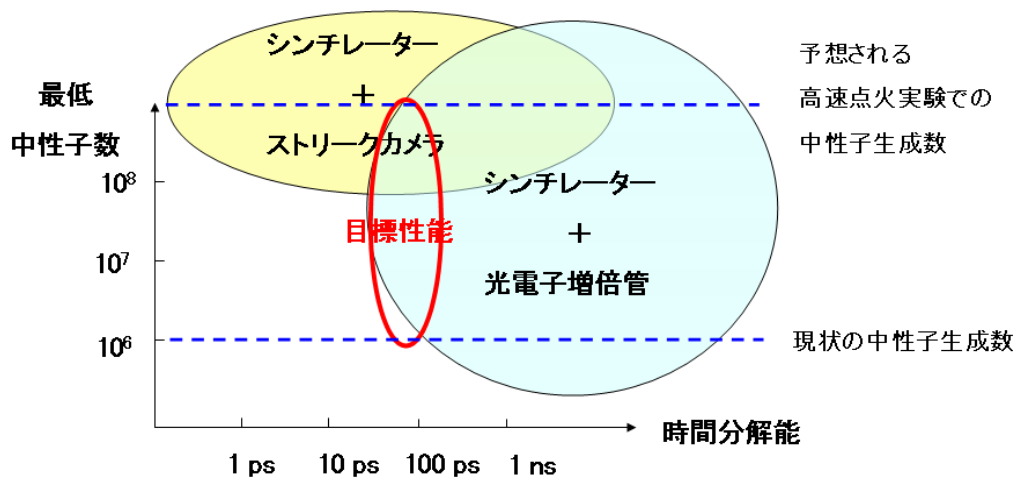 シンチレーター
+
ストリークカメラ
予想される
高速点火実験での
中性子生成数
最低
中性子数
10⁸
10⁷
10⁶
シンチレーター
+
光電子増倍管
目標性能
現状の中性子生成数
時間分解能
1 ps
10 ps
100 ps
1 ns